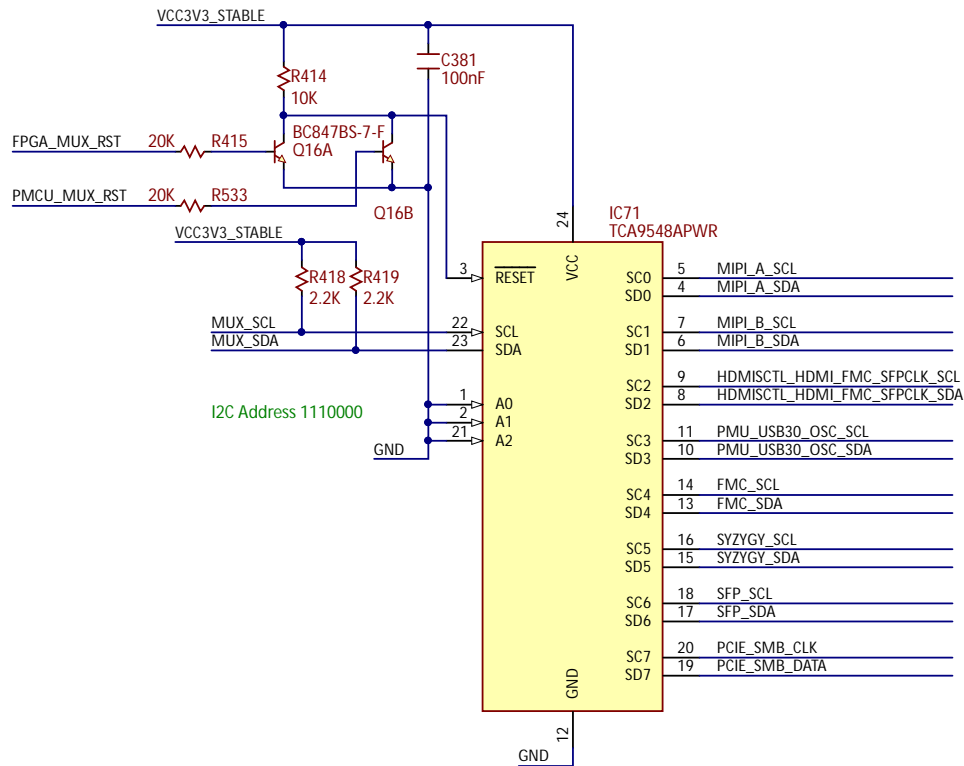 VCC3V3_STABLE
C381
100nF
R414
10K
BC847BS-7-F
FPGA_MUX_RST 20K R415 Q16A
PMCU_MUX_RST 20K R533
Q16B
IC71
TCA9548APWR
24
VCC
VCC3V3_STABLE
R418 R419
2.2K 2.2K
3 RESET
MUX_SCL 22 SCL
MUX_SDA 23 SDA
1 A0
I2C Address 1110000
2 A1
21 A2
GND
SC0 5 MIPI_A_SCL
SD0 4 MIPI_A_SDA
SC1 7 MIPI_B_SCL
SD1 6 MIPI_B_SDA
SC2 9 HDMISCTL_HDMI_FMC_SFPCLK_SCL
SD2 8 HDMISCTL_HDMI_FMC_SFPCLK_SDA
SC3 11 PMU_USB30_OSC_SCL
SD3 10 PMU_USB30_OSC_SDA
SC4 14 FMC_SCL
SD4 13 FMC_SDA
SC5 16 SYZYGY_SCL
SD5 15 SYZYGY_SDA
SC6 18 SFP_SCL
SD6 17 SFP_SDA
SC7 20 PCIE_SMB_CLK
SD7 19 PCIE_SMB_DATA
GND
12
GND